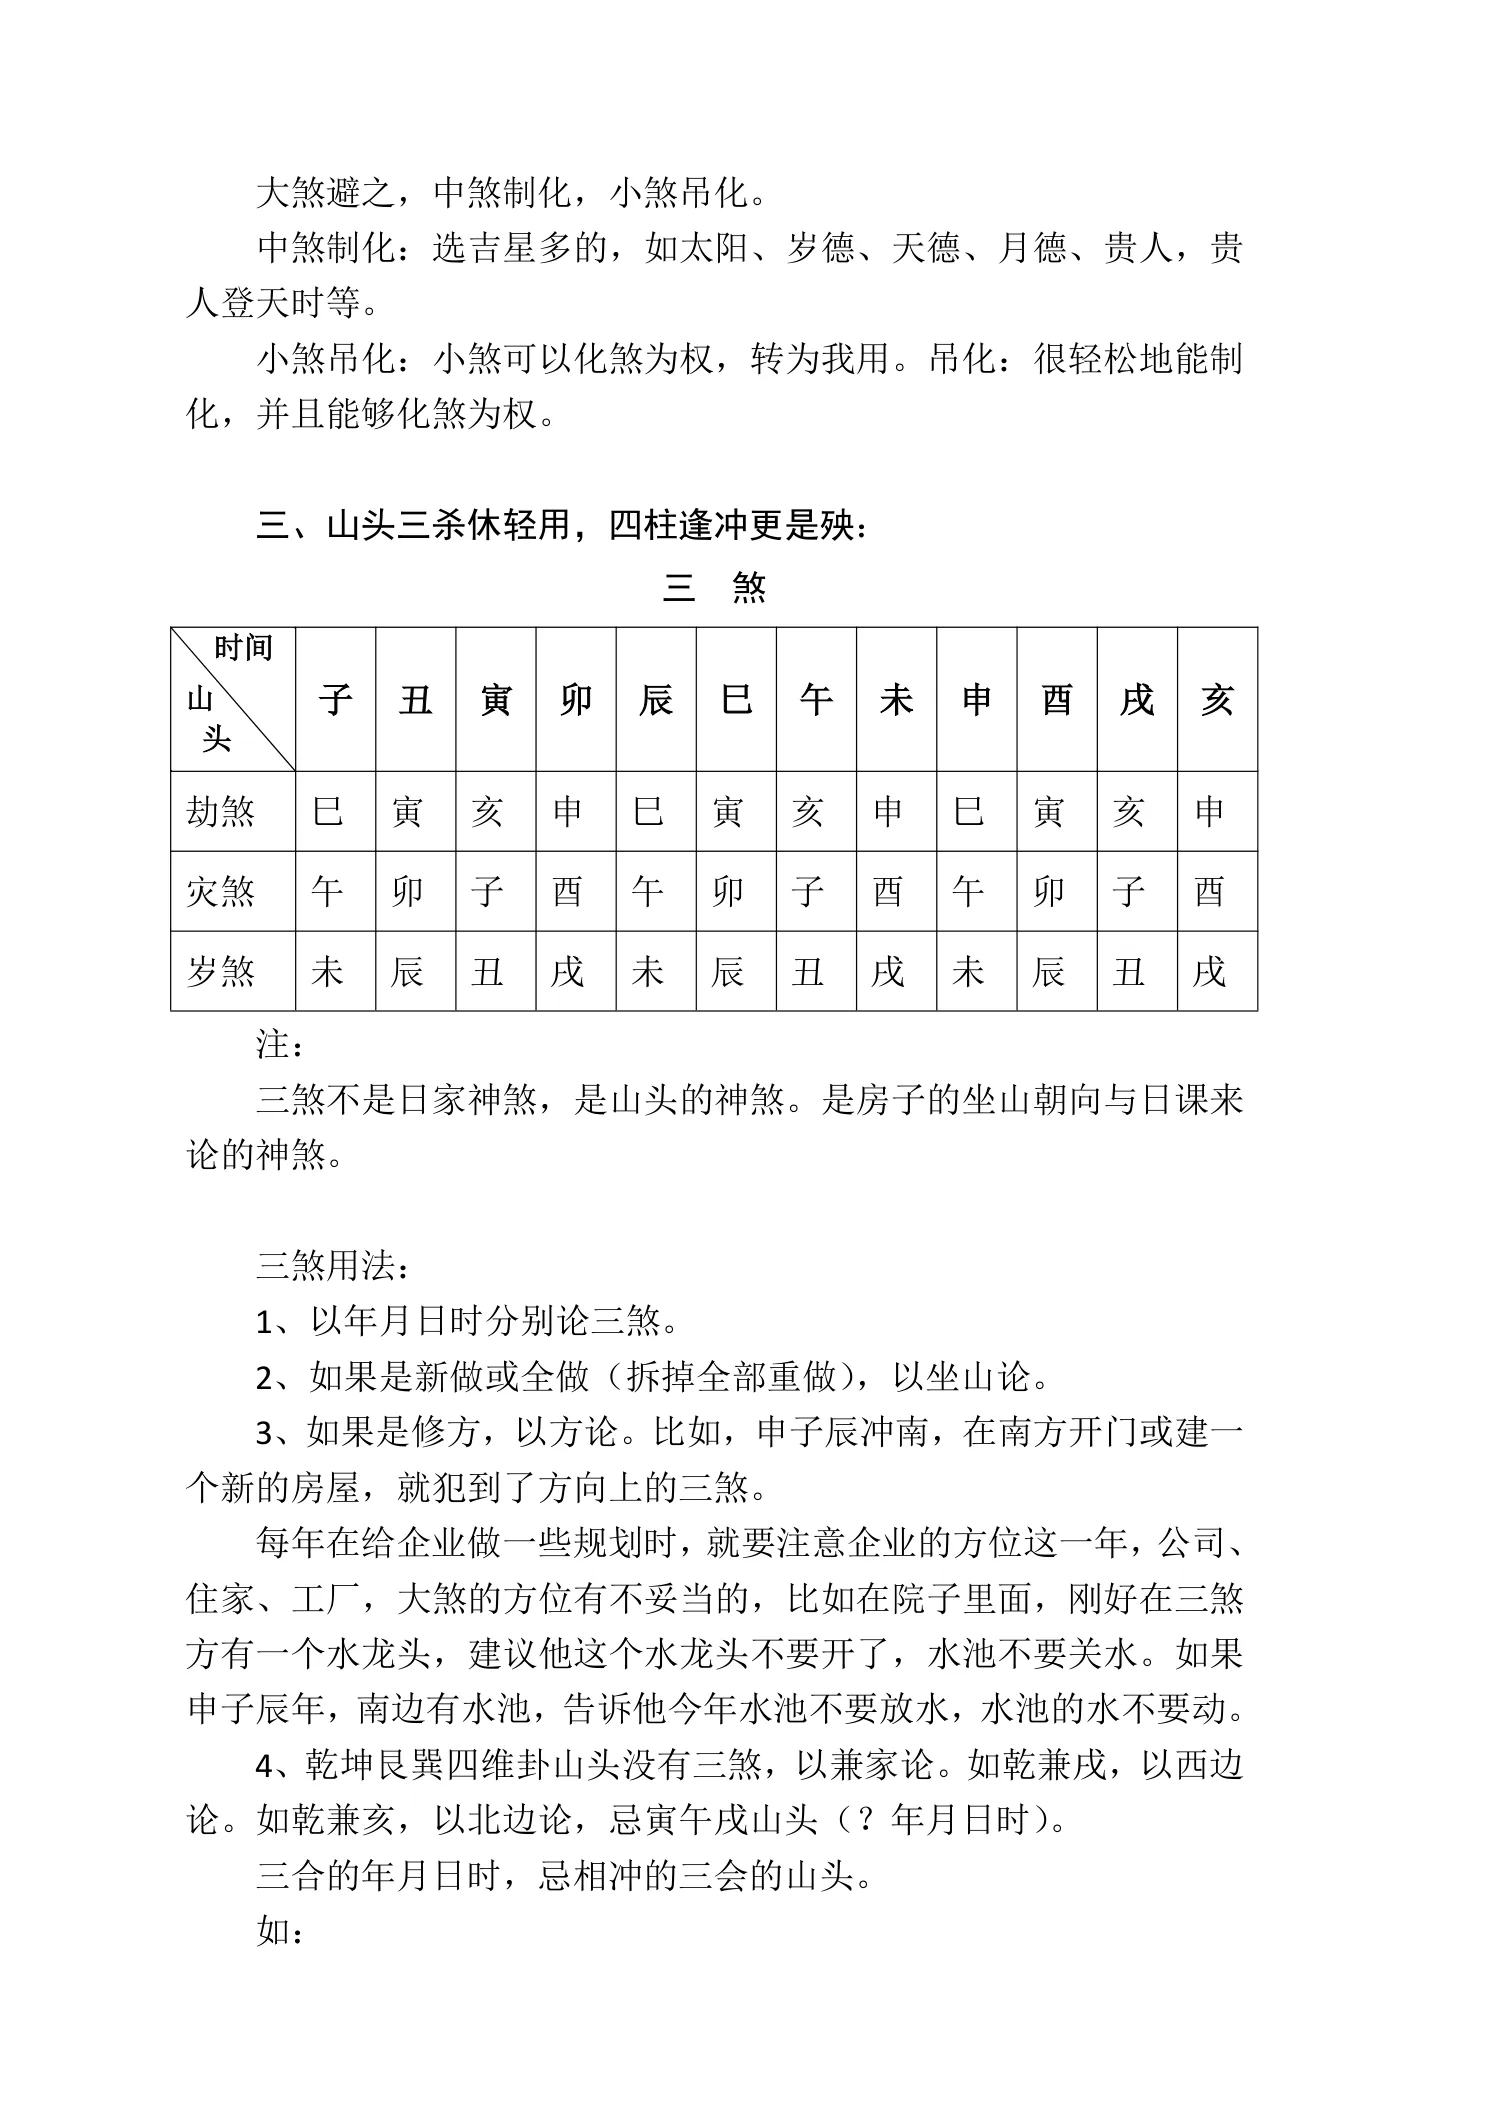 大煞避之，中煞制化，小煞吊化。
中煞制化：选吉星多的，如太阳、岁德、天德、月德、贵人，贵
人登天时等。
小煞吊化：小煞可以化煞为权，转为我用。吊化：很轻松地能制
化，并且能够化煞为权。
三、山头三杀休轻用，四柱逢冲更是殃：
三 煞
时间
山
头
子 丑 寅 卯 辰 巳 午 未 申 酉 戌 亥
劫煞 巳 寅 亥 申 巳 寅 亥 申 巳 寅 亥 申
灾煞 午 卯 子 酉 午 卯 子 酉 午 卯 子 酉
岁煞 未 辰 丑 戌 未 辰 丑 戌 未 辰 丑 戌
注：
三煞不是日家神煞，是山头的神煞。是房子的坐山朝向与日课来
论的神煞。
三煞用法：
1、以年月日时分别论三煞。
2、如果是新做或全做（拆掉全部重做），以坐山论。
3、如果是修方，以方论。比如，申子辰冲南，在南方开门或建一
个新的房屋，就犯到了方向上的三煞。
每年在给企业做一些规划时，就要注意企业的方位这一年，公司、
住家、工厂，大煞的方位有不妥当的，比如在院子里面，刚好在三煞
方有一个水龙头，建议他这个水龙头不要开了，水池不要关水。如果
申子辰年，南边有水池，告诉他今年水池不要放水，水池的水不要动。
4、乾坤艮巽四维卦山头没有三煞，以兼家论。如乾兼戌，以西边
论。如乾兼亥，以北边论，忌寅午戌山头（？年月日时）。
三合的年月日时，忌相冲的三会的山头。
如：